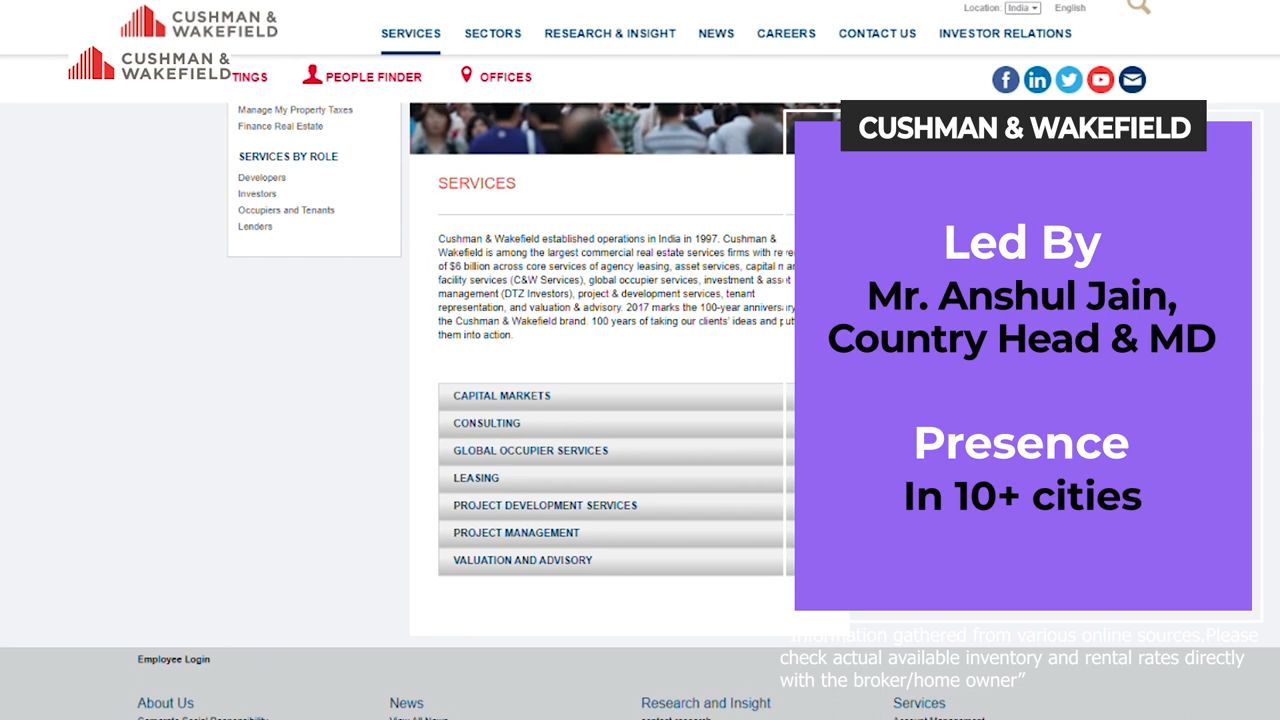 CUSHMAN &
WAKEFIELD
Location: India
English
SERVICES
SECTORS
RESEARCH & INSIGHT
NEWS
CAREERS
CONTACT US
INVESTOR RELATIONS
CUSHMAN &
WAKEFIELD
TINGS
PEOPLE FINDER
OFFICES
Manage My Property Taxes
Finance Real Estate
SERVICES BY ROLE
Developers
Investors
Occupiers and Tenants
Lenders
SERVICES
Cushman & Wakefield established operations in India in 1997. Cushman &
Wakefield is among the largest commercial real estate services firms with
of $6 billion across core services of agency leasing, asset services, capital
facility services (C&W Services), global occupier services, investment & asset
management (DTZ Investors), project & development services, tenant
representation, and valuation & advisory. 2017 marks the 100-year anniversary
the Cushman & Wakefield brand. 100 years of taking our clients' ideas and put
them into action.
CAPITAL MARKETS
CONSULTING
GLOBAL OCCUPIER SERVICES
LEASING
PROJECT DEVELOPMENT SERVICES
PROJECT MANAGEMENT
VALUATION AND ADVISORY
CUSHMAN & WAKEFIELD
Led By
Mr. Anshul Jain,
Country Head & MD
Presence
In 10+ cities
"Information gathered from various online sources.Please
check actual available inventory and rental rates directly
with the broker/home owner”
Employee Login
About Us
News
Research and Insight
Services